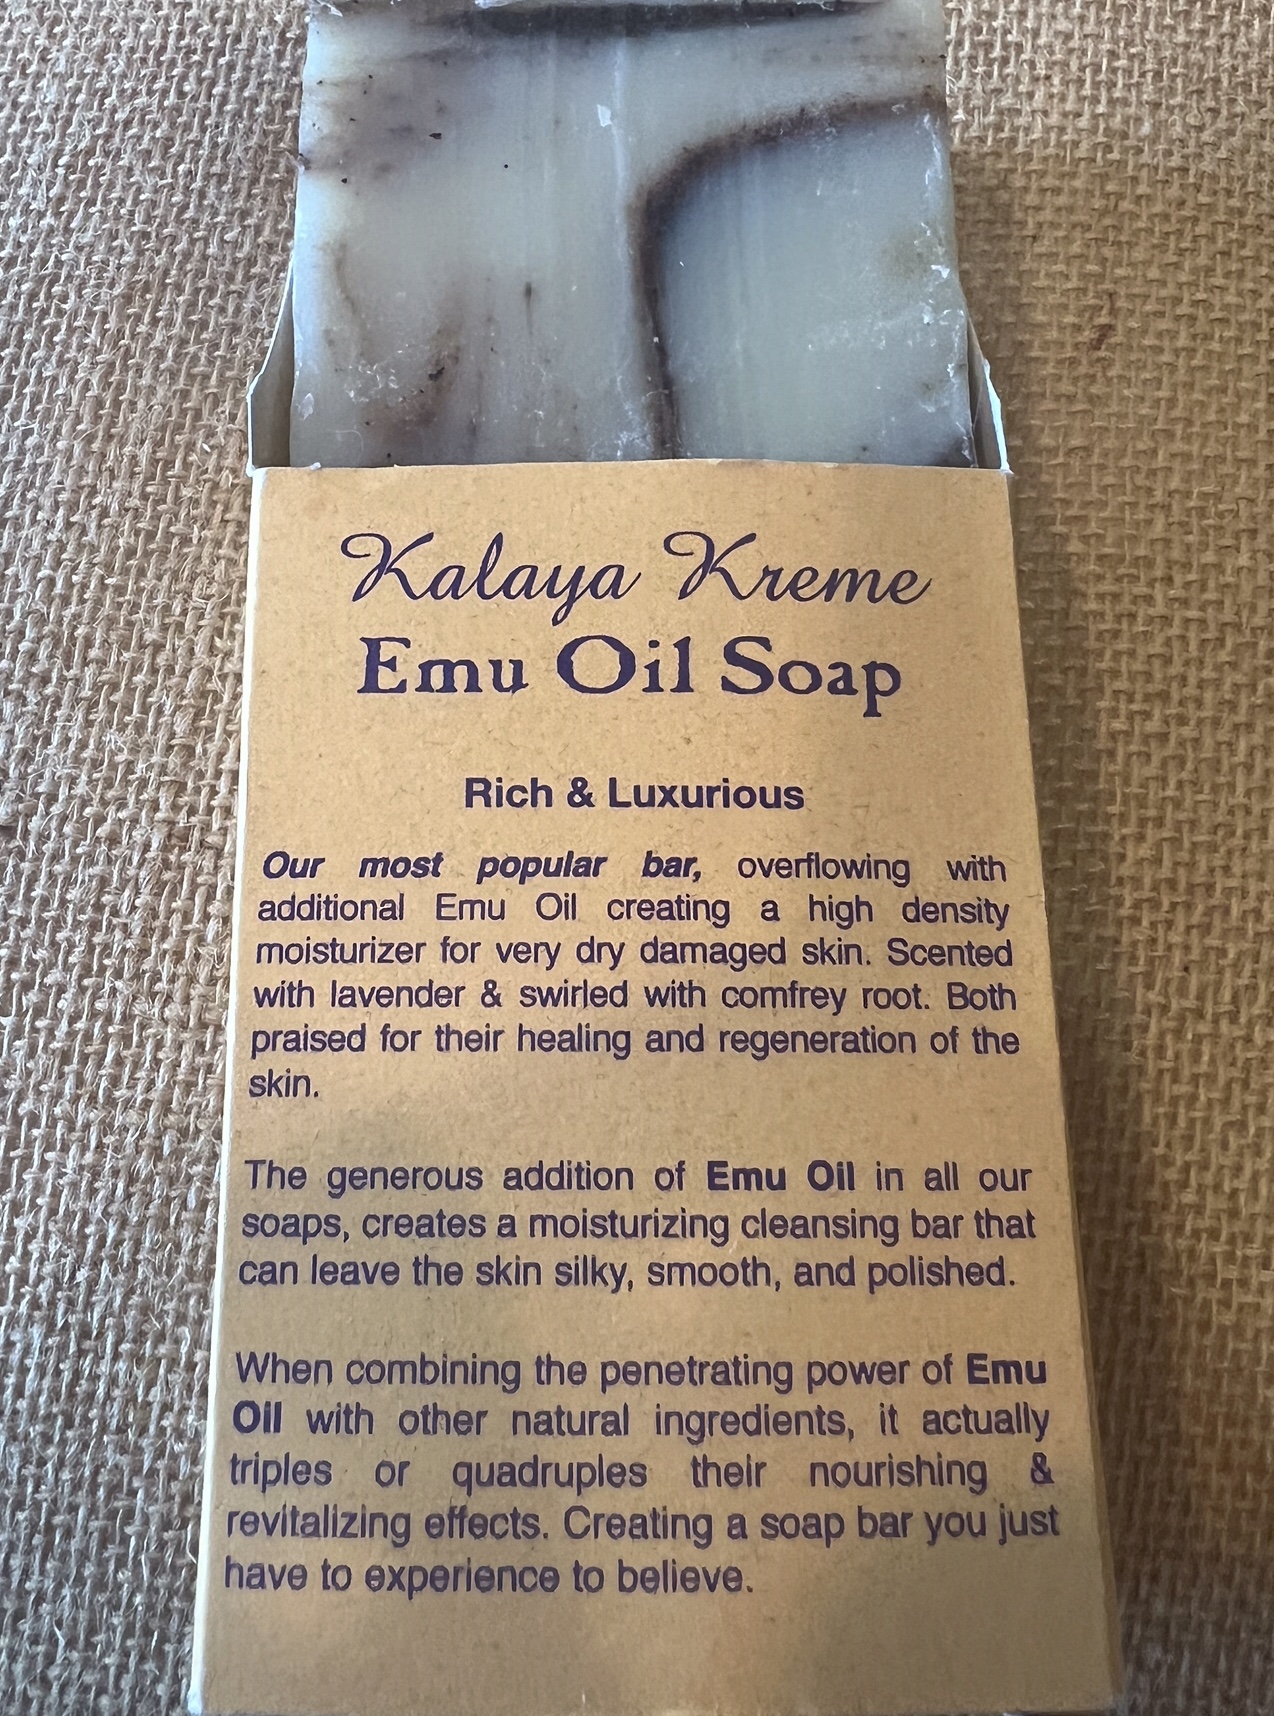 Kalaya Kreme
Emu Oil Soap
Rich & Luxurious
Our most popular bar, overflowing with
additional Emu Oil creating a high density
moisturizer for very dry damaged skin. Scented
with lavender & swirled with comfrey root. Both
praised for their healing and regeneration of the
skin.
The generous addition of Emu Oil in all our
soaps, creates a moisturizing cleansing bar that
can leave the skin silky, smooth, and polished.
When combining the penetrating power of Emu
Oil with other natural ingredients, it actually
triples or quadruples their nourishing &
revitalizing effects. Creating a soap bar you just
have to experience to believe.